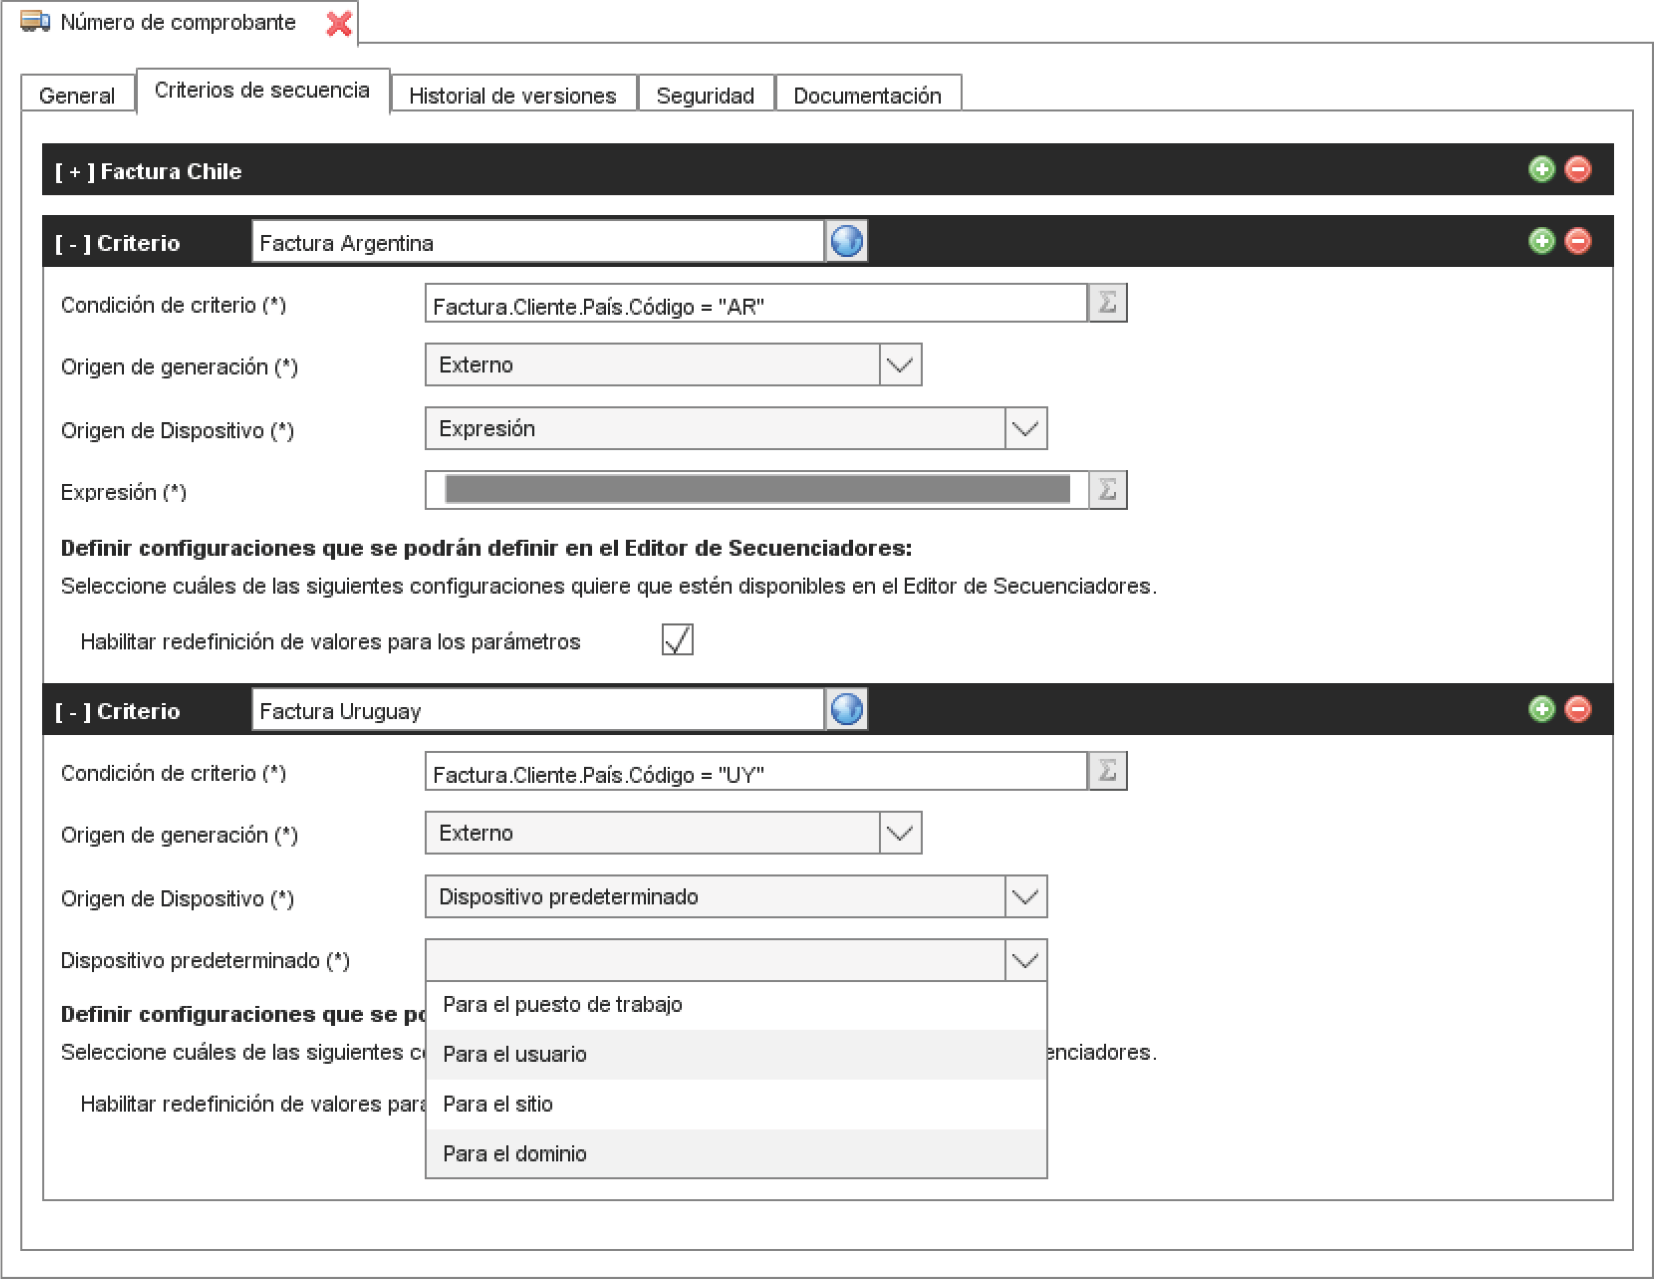 Número de comprobante
General
Criterios de secuencia
Historial de versiones
Seguridad
Documentación
[ + ] Factura Chile
[ - ] Criterio
Factura Argentina
Condición de criterio (*)
Factura.Cliente.País.Código = "AR"
Σ
Origen de generación (*)
Externo
Origen de Dispositivo (*)
Expresión
Expresión (*)
Σ
Definir configuraciones que se podrán definir en el Editor de Secuenciadores:
Seleccione cuáles de las siguientes configuraciones quiere que estén disponibles en el Editor de Secuenciadores.
Habilitar redefinición de valores para los parámetros
[ - ] Criterio
Factura Uruguay
Condición de criterio (*)
Factura.Cliente.País.Código = "UY"
Σ
Origen de generación (*)
Externo
Origen de Dispositivo (*)
Dispositivo predeterminado
Dispositivo predeterminado (*)
Para el puesto de trabajo
Definir configuraciones que se po
Seleccione cuáles de las siguientes c
enciadores.
Para el usuario
Habilitar redefinición de valores para
Para el sitio
Para el dominio